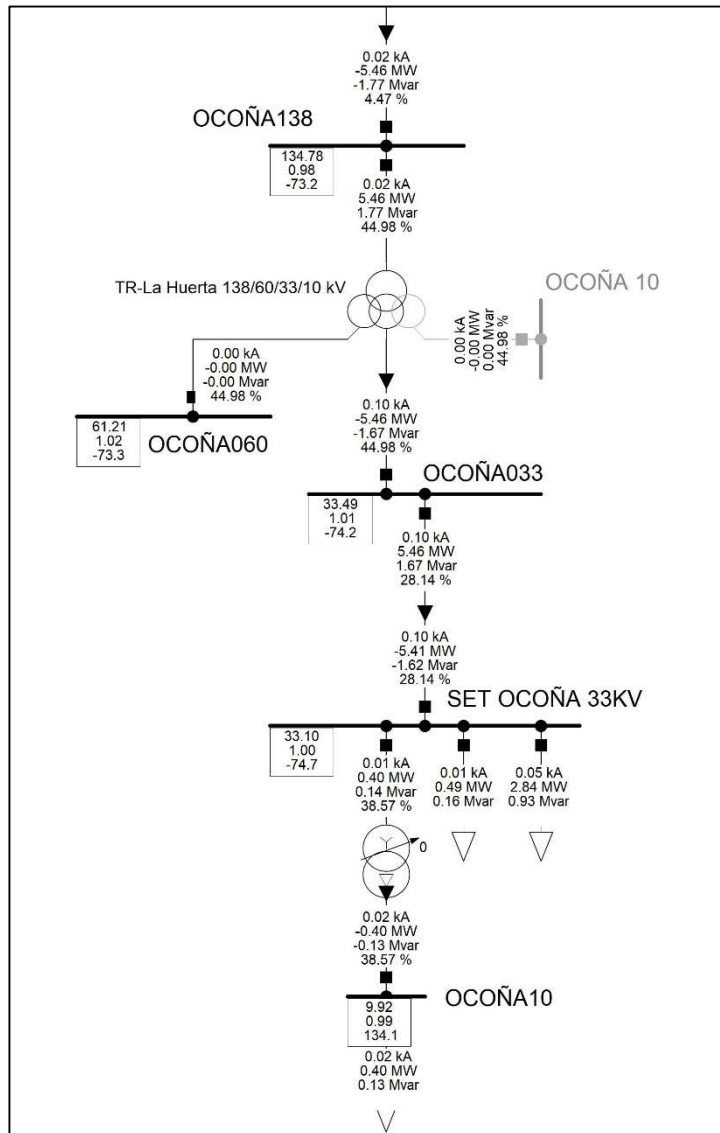 0.02 kA
-5.46 MW
-1.77 Mvar
4.47 %
OCOÑA138
134.78
0.98
-73.2
0.02 kA
5.46 MW
1.77 Mvar
44.98 %
TR-La Huerta 138/60/33/10 kV
OCOÑA 10
0.00 kA
-0.00 MW
0.00 Mvar
44.98 %
0.00 kA
-0.00 MW
-0.00 Mvar
44.98 %
61.21
1.02
-73.3
OCOÑA060
0.10 kA
-5.46 MW
-1.67 Mvar
44.98 %
OCOÑA033
33.49
1.01
-74.2
0.10 kA
5.46 MW
1.67 Mvar
28.14 %
0.10 kA
-5.41 MW
-1.62 Mvar
28.14 %
SET OCOÑA 33KV
33.10
1.00
-74.7
0.01 kA
0.40 MW
0.14 Mvar
38.57 %
0.01 kA
0.49 MW
0.16 Mvar
0.05 kA
2.84 MW
0.93 Mvar
0
0.02 kA
-0.40 MW
-0.13 Mvar
38.57 %
OCOÑA10
9.92
0.99
134.1
0.02 kA
0.40 MW
0.13 Mvar